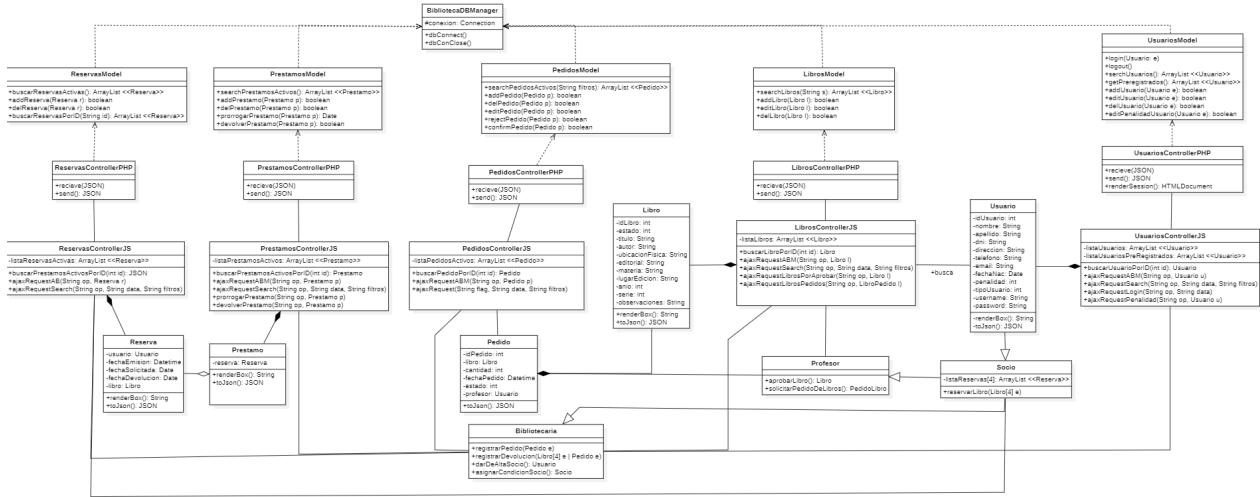 BibliotecaDBManager
#conexion: Connection
+dbConnect()
+dbConClose()
ReservasModel
+buscarReservasActivas(): ArrayList <<Reserva>>
+addReserva(Reserva r): boolean
+delReserva(Reserva r): boolean
+buscarReservasPorID(String id): ArrayList <<Reserva>>
PrestamosModel
+searchPrestamosActivos(): ArrayList <<Prestamo>>
+addPrestamo(Prestamo p): boolean
+delPrestamo(Prestamo p): boolean
+prorrogarPrestamo(Prestamo p): Date
+devolverPrestamo(Prestamo p): boolean
PedidosModel
+searchPedidosActivos(String filtros): ArrayList <<Pedido>>
+addPedido(Pedido p): boolean
+delPedido(Pedido p): boolean
+editPedido(Pedido p): boolean
+rejectPedido(Pedido p): boolean
+confirmPedido(Pedido p): boolean
LibrosModel
+searchLibros(String s): ArrayList <<Libro>>
+addLibro(Libro l): boolean
+editLibro(Libro l): boolean
+delLibro(Libro l): boolean
UsuariosModel
+login(Usuario: e)
+logout()
+serchUsuarios(): ArrayList <<Usuario>>
+getPreregistrados(): ArrayList <<Usuario>>
+addUsuario(Usuario e): boolean
+editUsuario(Usuario e): boolean
+delUsuario(Usuario e): boolean
+editPenalidadUsuario(Usuario e): boolean
ReservasControllerPHP
+recieve(JSON)
+send(): JSON
PrestamosControllerPHP
+recieve(JSON)
+send(): JSON
PedidosControllerPHP
+recieve(JSON)
+send(): JSON
LibrosControllerPHP
+recieve(JSON)
+send(): JSON
UsuariosControllerPHP
+recieve(JSON)
+send(): JSON
+renderSession(): HTMLDocument
ReservasControllerJS
-listaReservasActivas: ArrayList <<Reserva>>
+buscarPrestamosActivosPorID(int id): JSON
+ajaxRequestAB(String op, Reserva r)
+ajaxRequestSearch(String op, String data, String filtros)
PrestamosControllerJS
-listaPrestamosActivos: ArrayList <<Prestamo>>
+buscarPrestamosActivosPorID(int id): Prestamo
+ajaxRequestABM(String op, Prestamo p)
+ajaxRequestSearch(String op, String data, String filtros)
+prorrogarPrestamo(String op, Prestamo p)
+devolverPrestamo(String op, Prestamo p)
PedidosControllerJS
-listaPedidosActivos: ArrayList <<Pedido>>
+buscarPedidoPorID(int id): Pedido
+ajaxRequestABM(String op, Pedido p)
+ajaxRequest(String flag, String data, String filtros)
Libro
-idLibro: int
-estado: int
-titulo: String
-autor: String
-ubicacionFisica: String
-editorial: String
-lugarEdicion: String
-materia: String
-anio: int
-serie: int
-observaciones: String
+renderBox(): String
+toJson(): JSON
LibrosControllerJS
-listaLibros: ArrayList <<Libro>>
+buscarLibroPorID(int id): Libro
+ajaxRequestABM(String op, Libro l)
+ajaxRequestSearch(String op, String data, String filtros)
+ajaxRequestLibrosPorAprobar(String op, Libro l)
+ajaxRequestLibrosPedidos(String op, LibroPedido l)
+busca
Usuario
-idUsuario: int
-nombre: String
-apellido: String
-dni: String
-direccion: String
-telefono: String
-email: String
-fechaNac: Date
-penalidad: int
-tipoUsuario: int
-username: String
-password: String
-renderBox(): String
-toJson(): JSON
UsuariosControllerJS
-listaUsuarios: ArrayList <<Usuario>>
-listaUsuariosPreRegistrados: ArrayList <<Usuario>>
+buscarUsuarioPorID(int id): Usuario
+ajaxRequestABM(String op, Usuario u)
+ajaxRequestSearch(String op, String data, String filtros)
+ajaxRequestLogin(String op, String data)
+ajaxRequestPenalidad(String op, Usuario u)
Reserva
-usuario: Usuario
-fechaEmision: Datetime
-fechaSolicitada: Date
-fechaDevolucion: Date
-libro: Libro
+renderBox(): String
+toJson(): JSON
Prestamo
-reserva: Reserva
+renderBox(): String
+toJson(): JSON
Pedido
-idPedido: int
-libro: Libro
-cantidad: int
-fechaPedido: Datetime
-estado: int
-profesor: Usuario
+toJson(): JSON
Profesor
+aprobarLibro(): Libro
+solicitarPedidoDeLibros(): PedidoLibro
Socio
-listaReservas[4]: ArrayList <<Reserva>>
+reservarLibro(Libro[4] e)
Bibliotecaria
+registrarPedido(Pedido e)
+registrarDevolucion(Libro[4] e | Pedido e)
+darDeAltaSocio(): Usuario
+asignarCondicionSocio(): Socio